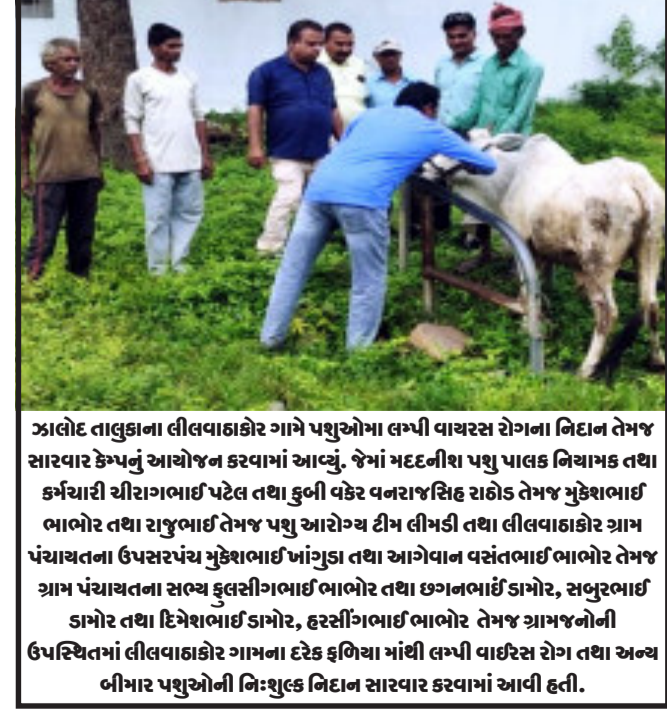 ઝાલોદ તાલુકાના લીલવાઠાકોર ગામે પશુઓમા લમ્પી વાયરસ રોગના નિદાન તેમજ
સારવાર કેમ્પનું આયોજન કરવામાં આવ્યું. જેમાં મદદનીશ પશુ પાલક નિયામક તથા
કર્મચારી ચીરાગભાઈ પટેલ તથા કુબી વકેર વનરાજસિહ રાઠોડ તેમજ મુકેશભાઈ
ભાભોર તથા રાજુભાઈ તેમજ પશુ આરોગ્ય ટીમ લીમડી તથા લીલવાઠાકોર ગ્રામ
પંચાયતના ઉપસરપંચ મુકેશભાઈ ખાંગુડા તથા આગેવાન વસંતભાઈ ભાભોર તેમજ
ગ્રામ પંચાયતના સભ્ય ફુલસીગભાઈ ભાભોર તથા છગનભાઈ ડામોર, સબુરભાઈ
ડામોર તથા દિમેશભાઈ ડામોર, હરસીંગભાઈ ભાભોર તેમજ ગ્રામજનોની
ઉપસ્થિતમાં લીલવાઠાકોર ગામના દરેક ફળિયા માંથી લમ્પી વાઈરસ રોગ તથા અન્ય
બીમાર પશુઓની નિઃશુલ્ક નિદાન સારવાર કરવામાં આવી હતી.